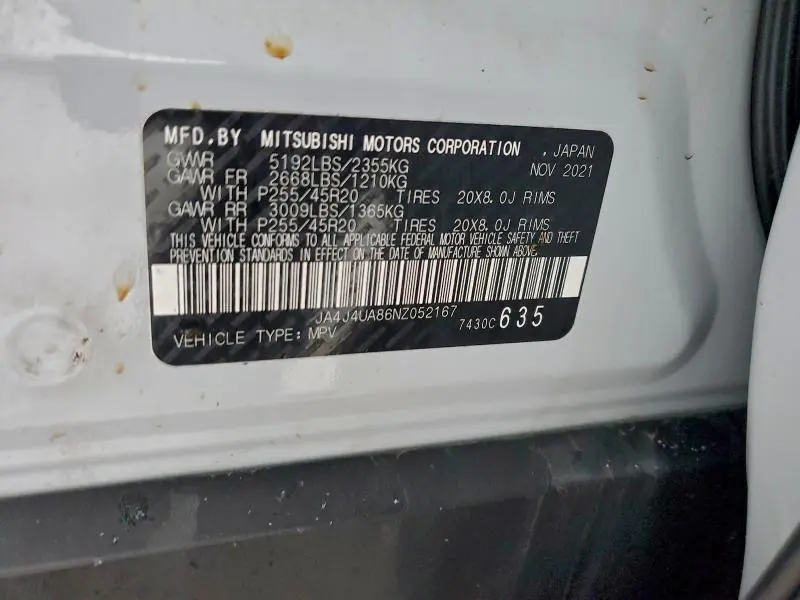 MFD.BY MITSUBISHI MOTORS CORPORATION . JAPAN
GVWR 5192LBS/2355KG NOV 2021
GAWR FR 2668LBS/1210KG
WITH P255/45R20 TIRES 20X8.0J RIMS
GAWR RR 3009LBS/1365KG
WITH P255/45R20 TIRES 20X8.0J RIMS
THIS VEHICLE CONFORMS TO ALL APPLICABLE FEDERAL MOTOR VEHICLE SAFETY AND THEFT
PREVENTION STANDARDS IN EFFECT ON THE DATE OF MANUFACTURE SHOWN ABOVE.
JA4J4UA86NZ052167
VEHICLE TYPE: MPV 7430C 635